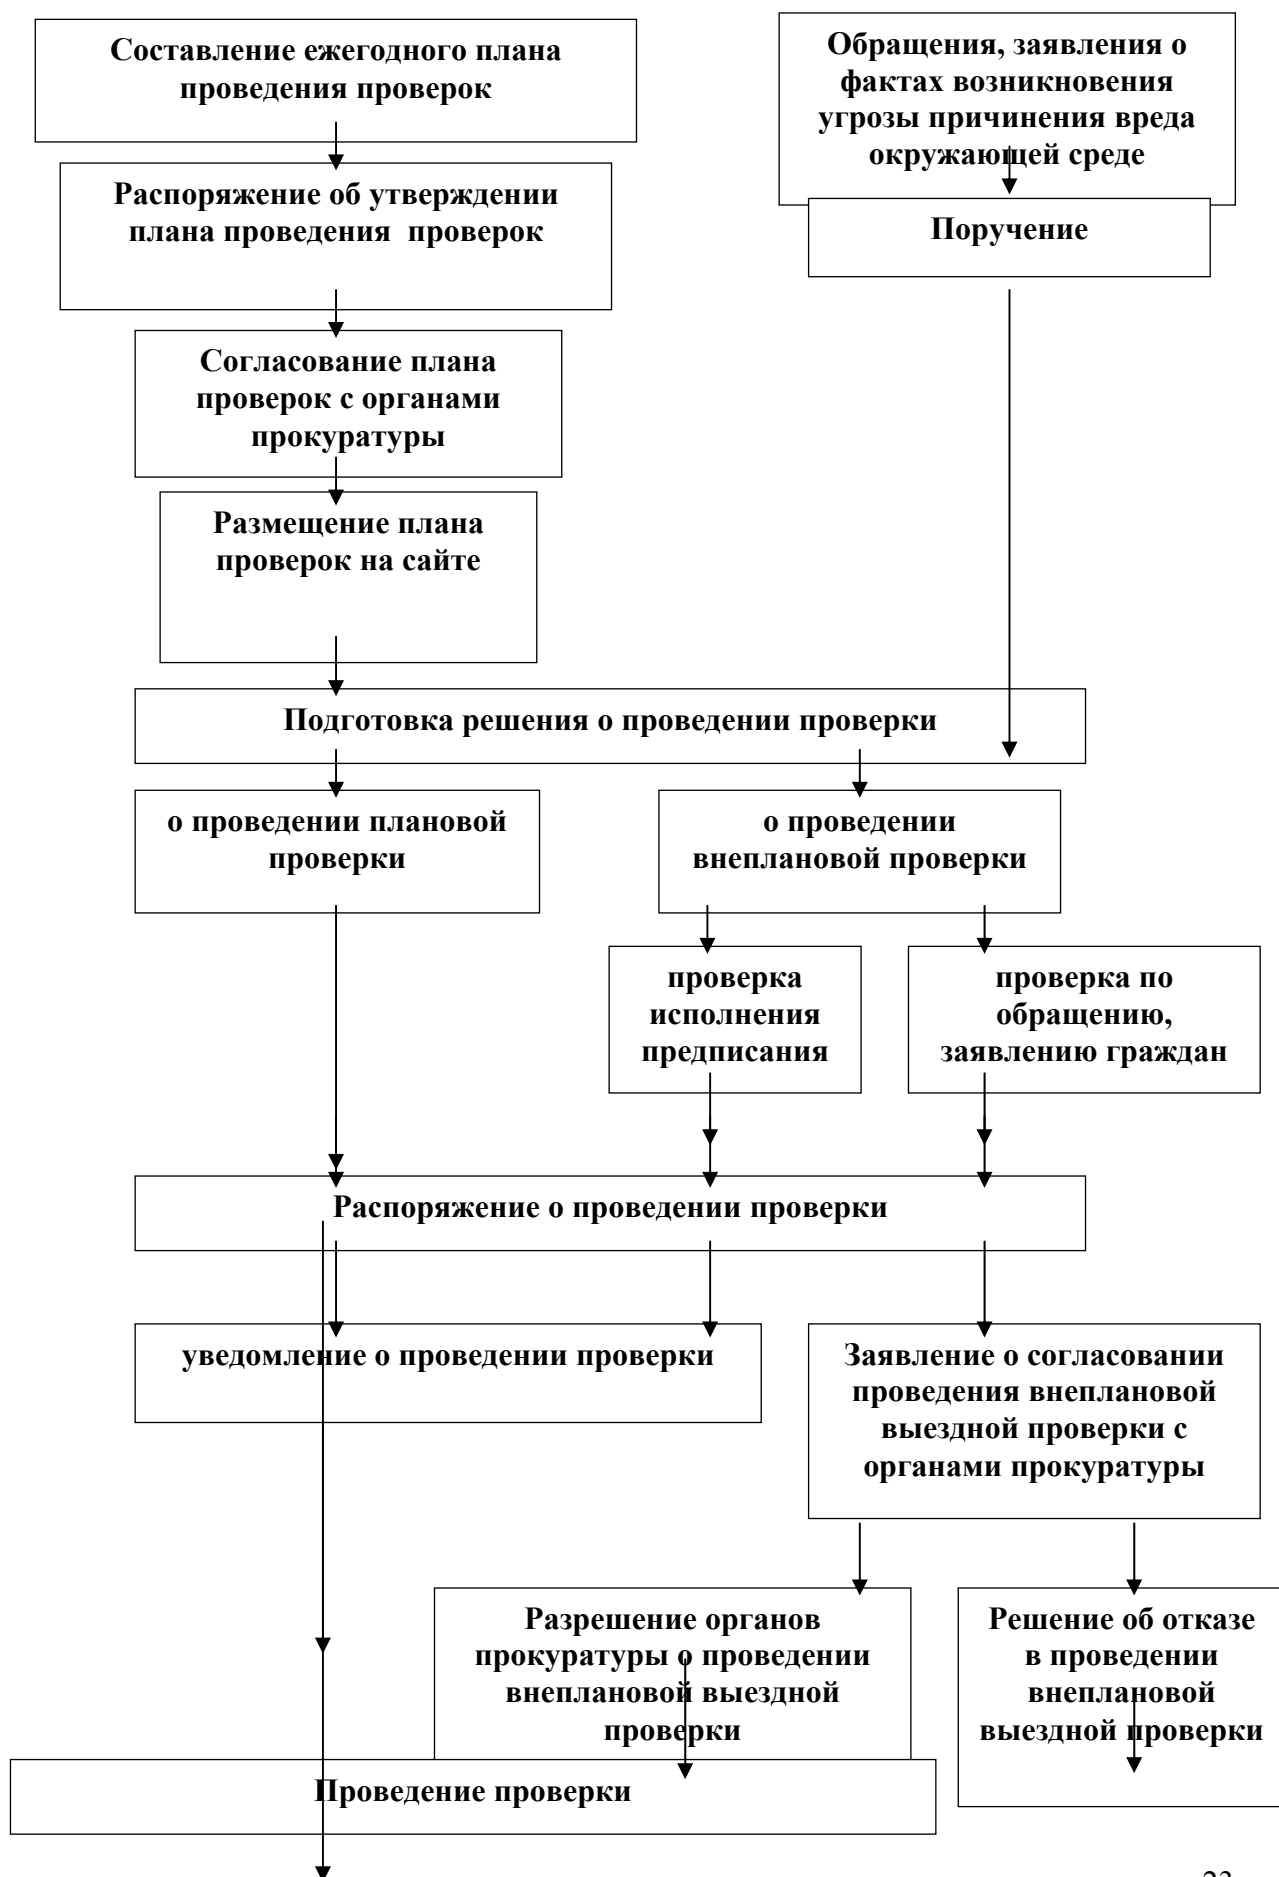 Составление ежегодного плана
проведения проверок
Обращения, заявления о
фактах возникновения
угрозы причинения вреда
окружающей среде
Распоряжение об утверждении
плана проведения проверок
Поручение
Согласование плана
проверок с органами
прокуратуры
Размещение плана
проверок на сайте
Подготовка решения о проведении проверки
о проведении плановой
проверки
о проведении
внеплановой проверки
проверка
исполнения
предписания
проверка по
обращению,
заявлению граждан
Распоряжение о проведении проверки
уведомление о проведении проверки
Заявление о согласовании
проведения внеплановой
выездной проверки с
органами прокуратуры
Разрешение органов
прокуратуры о проведении
внеплановой выездной
проверки
Решение об отказе
в проведении
внеплановой
выездной проверки
Проведение проверки
23